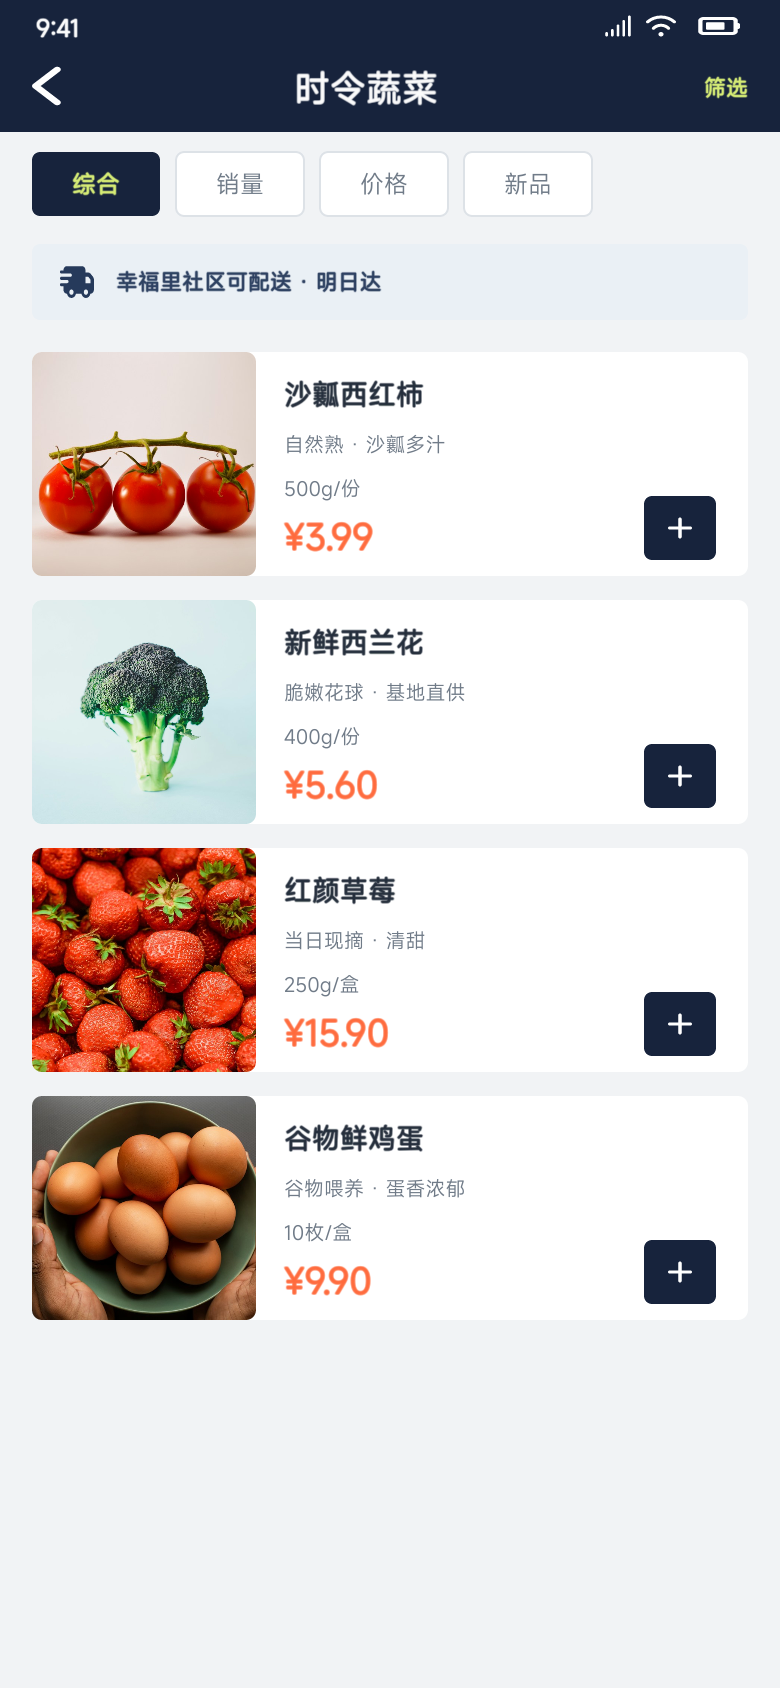 9:41
时令蔬菜
筛选
综合
销量
价格
新品
幸福里社区可配送 · 明日达
沙瓤西红柿
自然熟 · 沙瓤多汁
500g/份
¥3.99
新鲜西兰花
脆嫩花球 · 基地直供
400g/份
¥5.60
红颜草莓
当日现摘 · 清甜
250g/盒
¥15.90
谷物鲜鸡蛋
谷物喂养 · 蛋香浓郁
10枚/盒
¥9.90